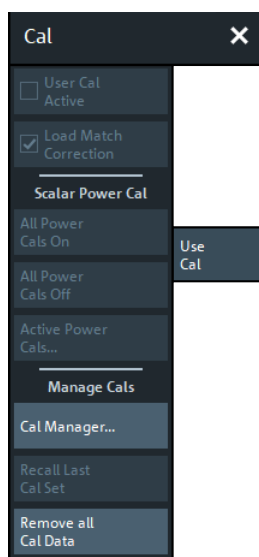 Cal
User Cal
Active
Load Match
Correction
Scalar Power Cal
All Power
Cals On
All Power
Cals Off
Active Power
Cals...
Manage Cals
Cal Manager...
Recall Last
Cal Set
Remove all
Cal Data
Use
Cal